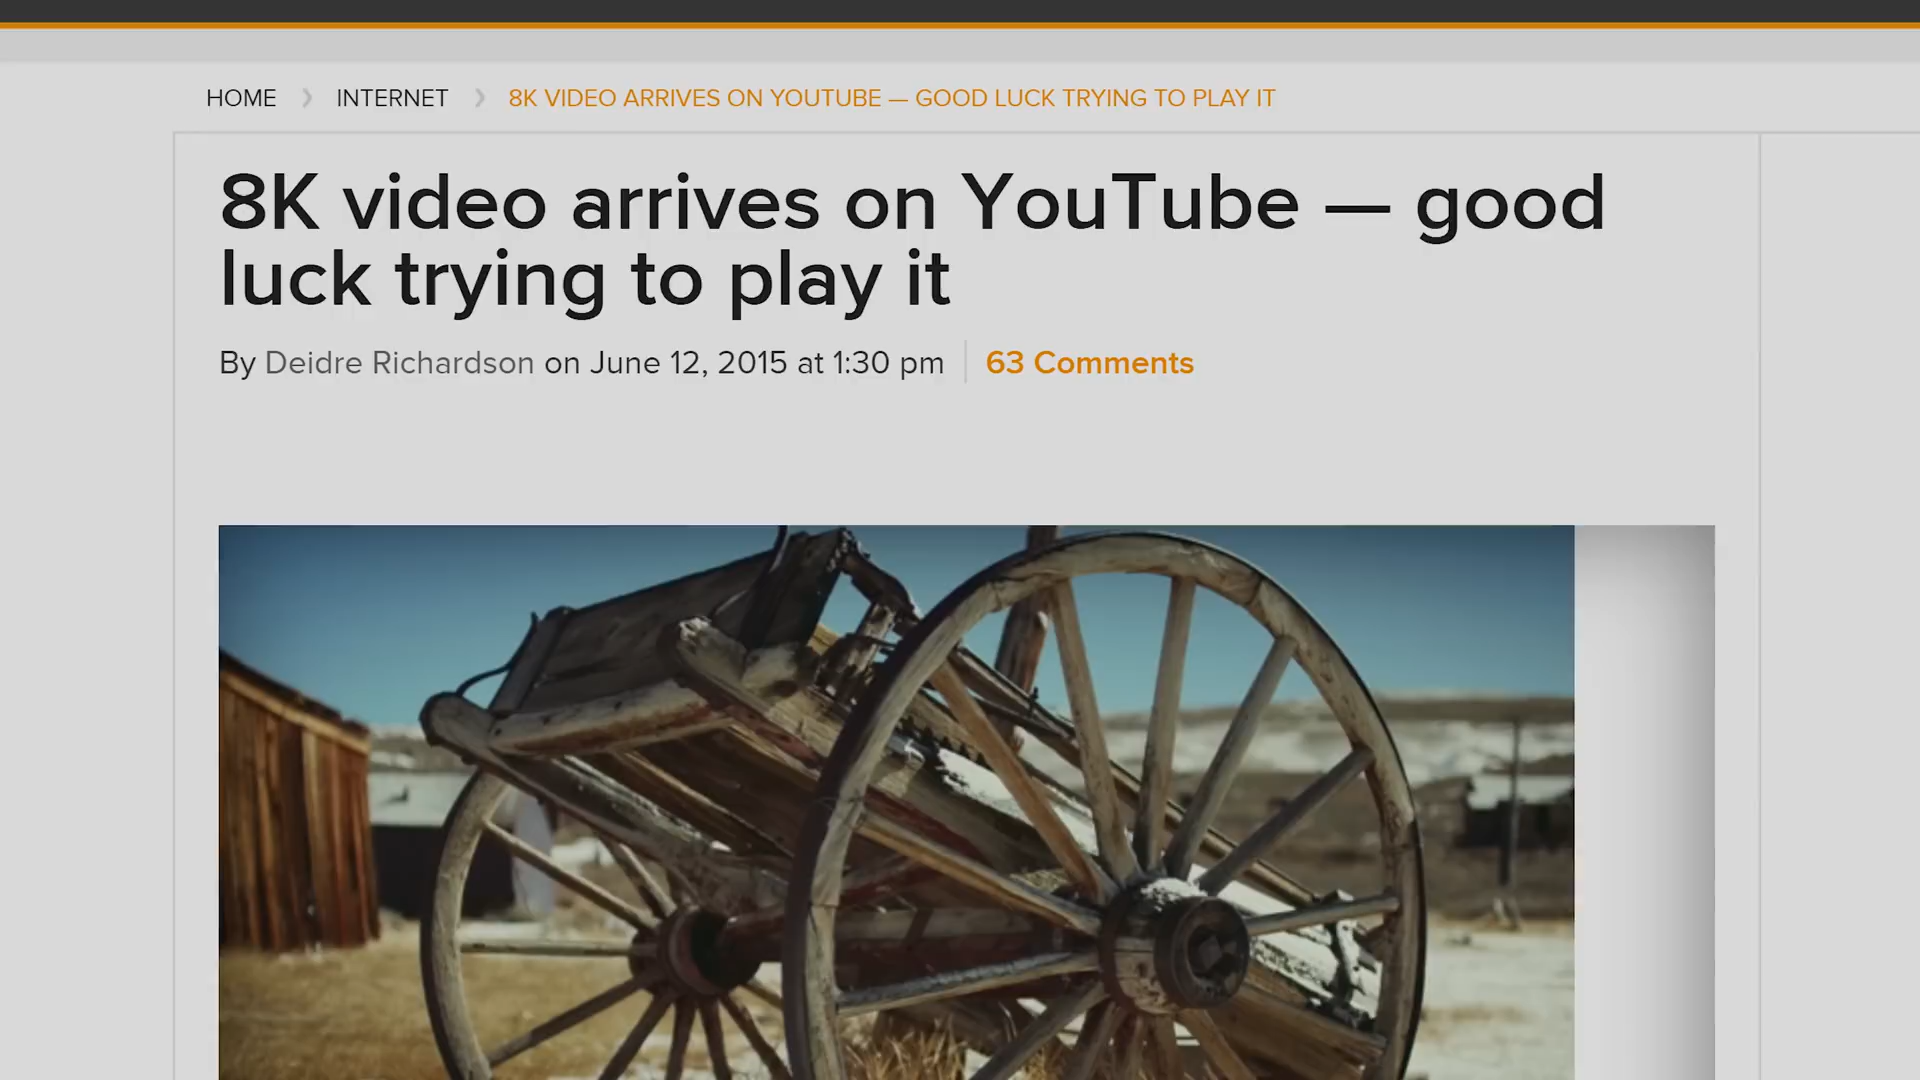 HOME > INTERNET > 8K VIDEO ARRIVES ON YOUTUBE — GOOD LUCK TRYING TO PLAY IT
8K video arrives on YouTube — good
luck trying to play it
By Deidre Richardson on June 12, 2015 at 1:30 pm | 63 Comments